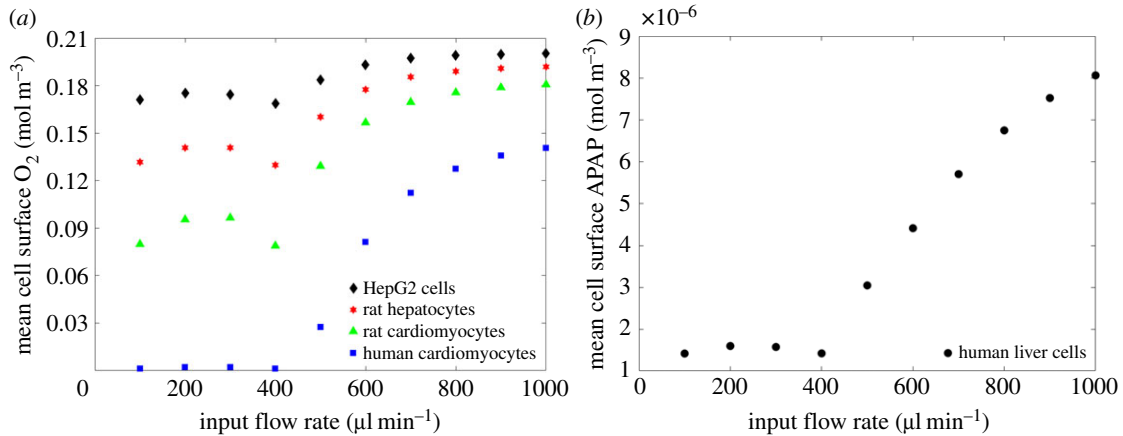 (a)
0.21
0.18
0.15
0.12
0.09
0.06
0.03
0
200
400
600
800
1000
mean cell surface O₂ (mol m⁻³)
input flow rate (μl min⁻¹)
HepG2 cells
rat hepatocytes
rat cardiomyocytes
human cardiomyocytes
(b)
×10⁻⁶
9
8
7
6
5
4
3
2
1
0
200
400
600
800
1000
mean cell surface APAP (mol m⁻³)
input flow rate (μl min⁻¹)
human liver cells